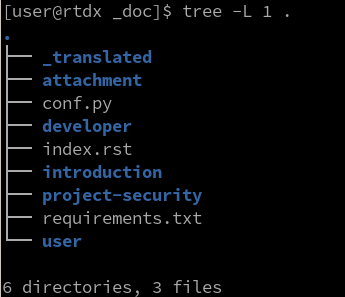 [user@rtdx _doc]$ tree -L 1 .
.
├── _translated
├── attachment
├── conf.py
├── developer
├── index.rst
├── introduction
├── project-security
├── requirements.txt
└── user
6 directories, 3 files